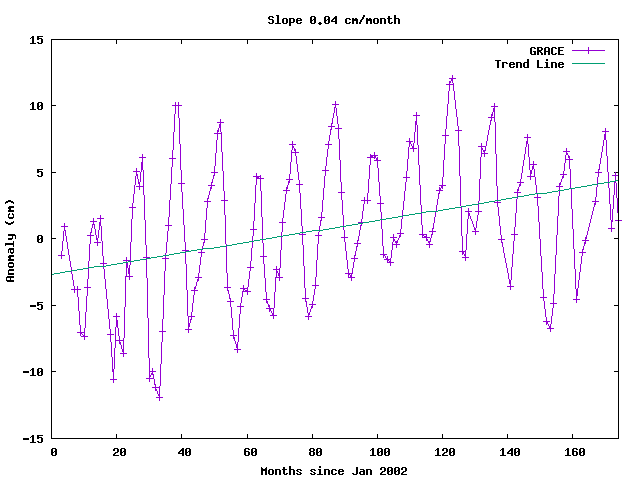 Slope 0.04 cm/month
15
10
5
0
-5
-10
-15
Anomaly (cm)
GRACE
Trend Line
0 20 40 60 80 100 120 140 160
Months since Jan 2002